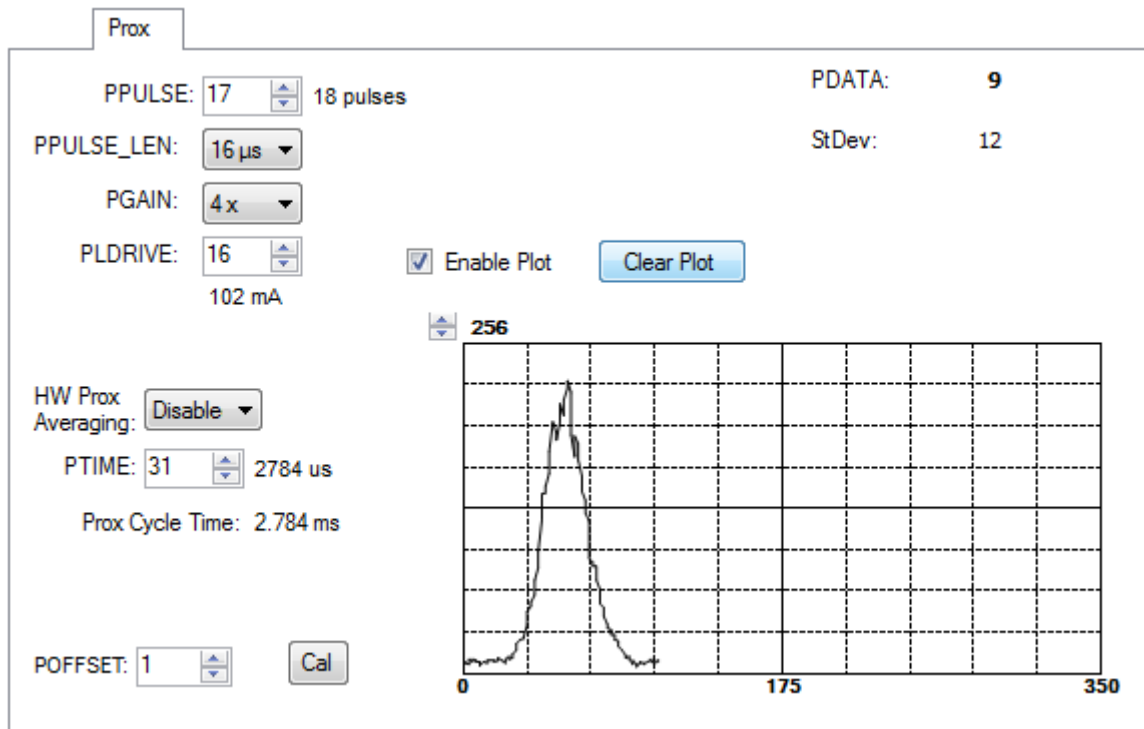 Prox
PPULSE: 17 18 pulses
PDATA: 9
PPULSE_LEN: 16 µs
StDev: 12
PGAIN: 4 x
PLDRIVE: 16
102 mA
Enable Plot Clear Plot
256
HW Prox
Averaging: Disable
PTIME: 31 2784 us
Prox Cycle Time: 2.784 ms
POFFSET: 1 Cal
0 175 350